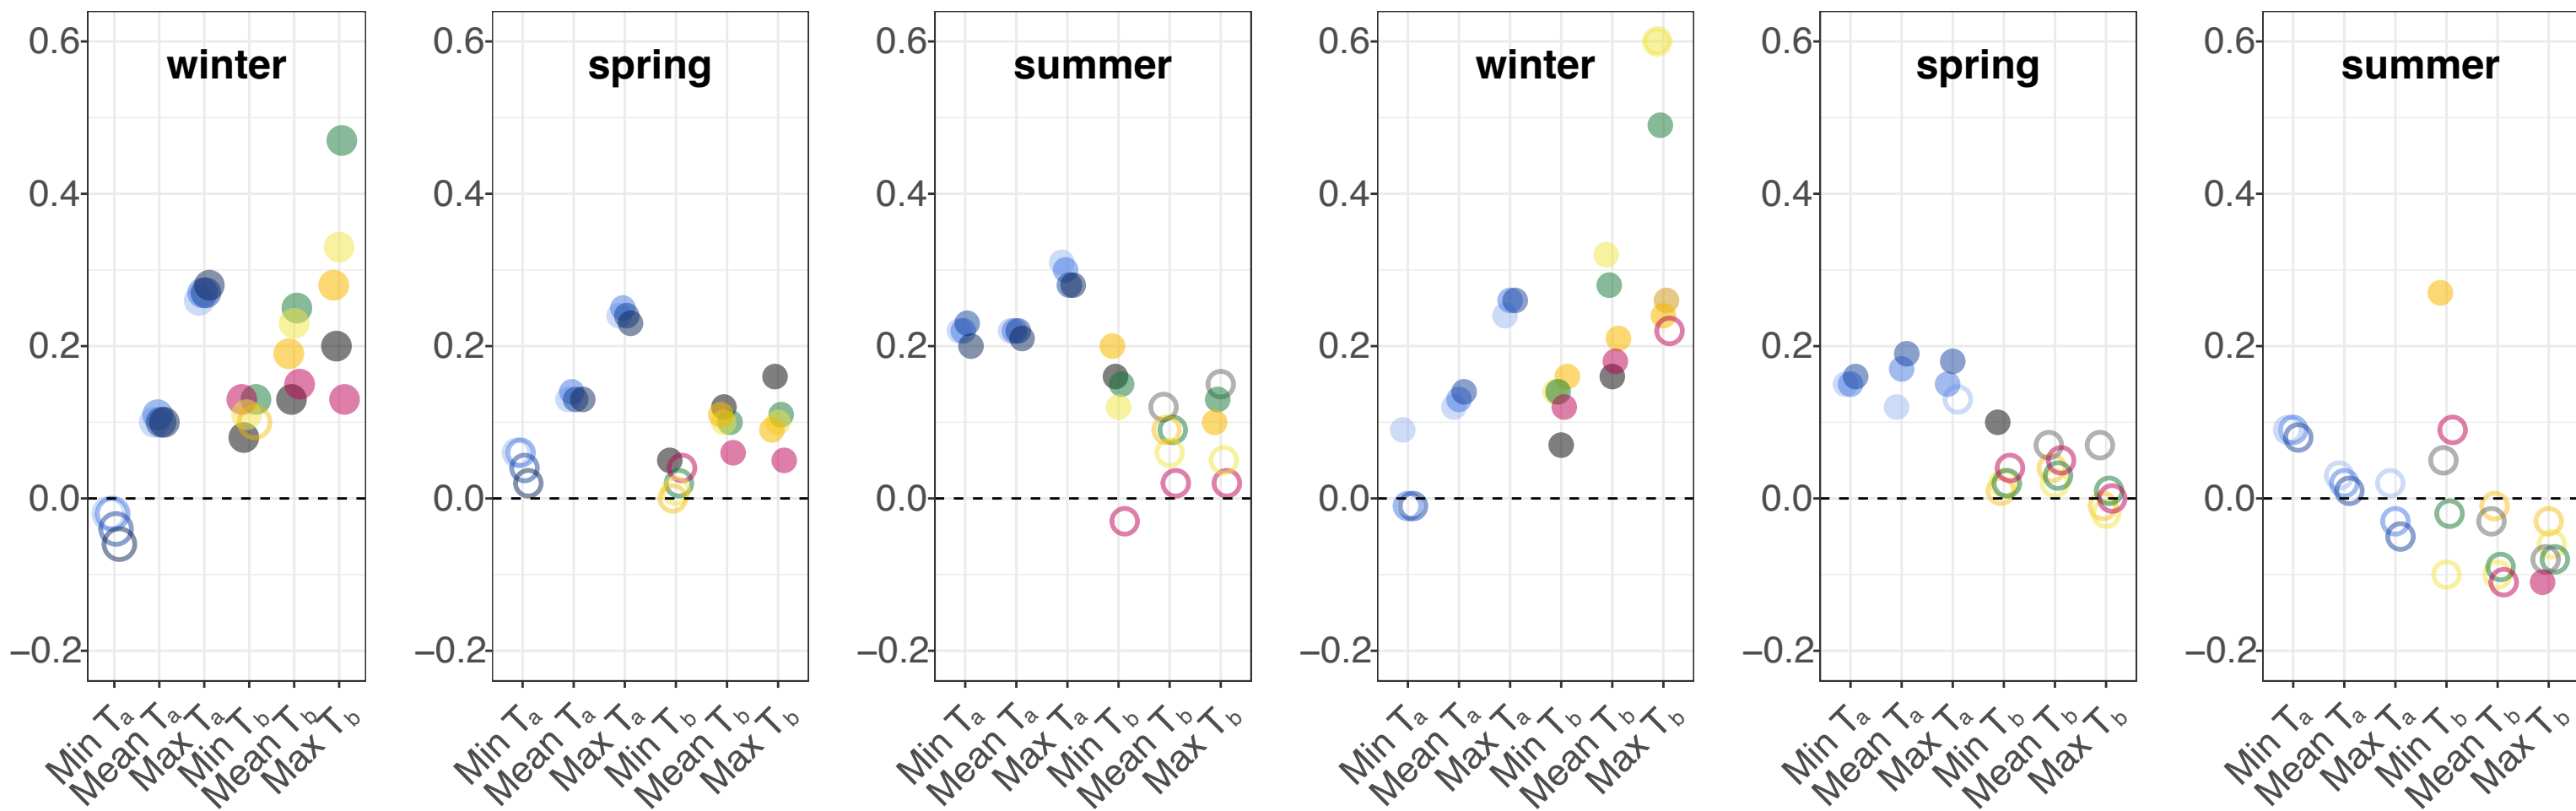 winter
0.6
0.4
0.2
0.0
−0.2
Min Ta
Mean Ta
Max Ta
Min Tb
Mean Tb
Max Tb
spring
0.6
0.4
0.2
0.0
−0.2
Min Ta
Mean Ta
Max Ta
Min Tb
Mean Tb
Max Tb
summer
0.6
0.4
0.2
0.0
−0.2
Min Ta
Mean Ta
Max Ta
Min Tb
Mean Tb
Max Tb
winter
0.6
0.4
0.2
0.0
−0.2
Min Ta
Mean Ta
Max Ta
Min Tb
Mean Tb
Max Tb
spring
0.6
0.4
0.2
0.0
−0.2
Min Ta
Mean Ta
Max Ta
Min Tb
Mean Tb
Max Tb
summer
0.6
0.4
0.2
0.0
−0.2
Min Ta
Mean Ta
Max Ta
Min Tb
Mean Tb
Max Tb